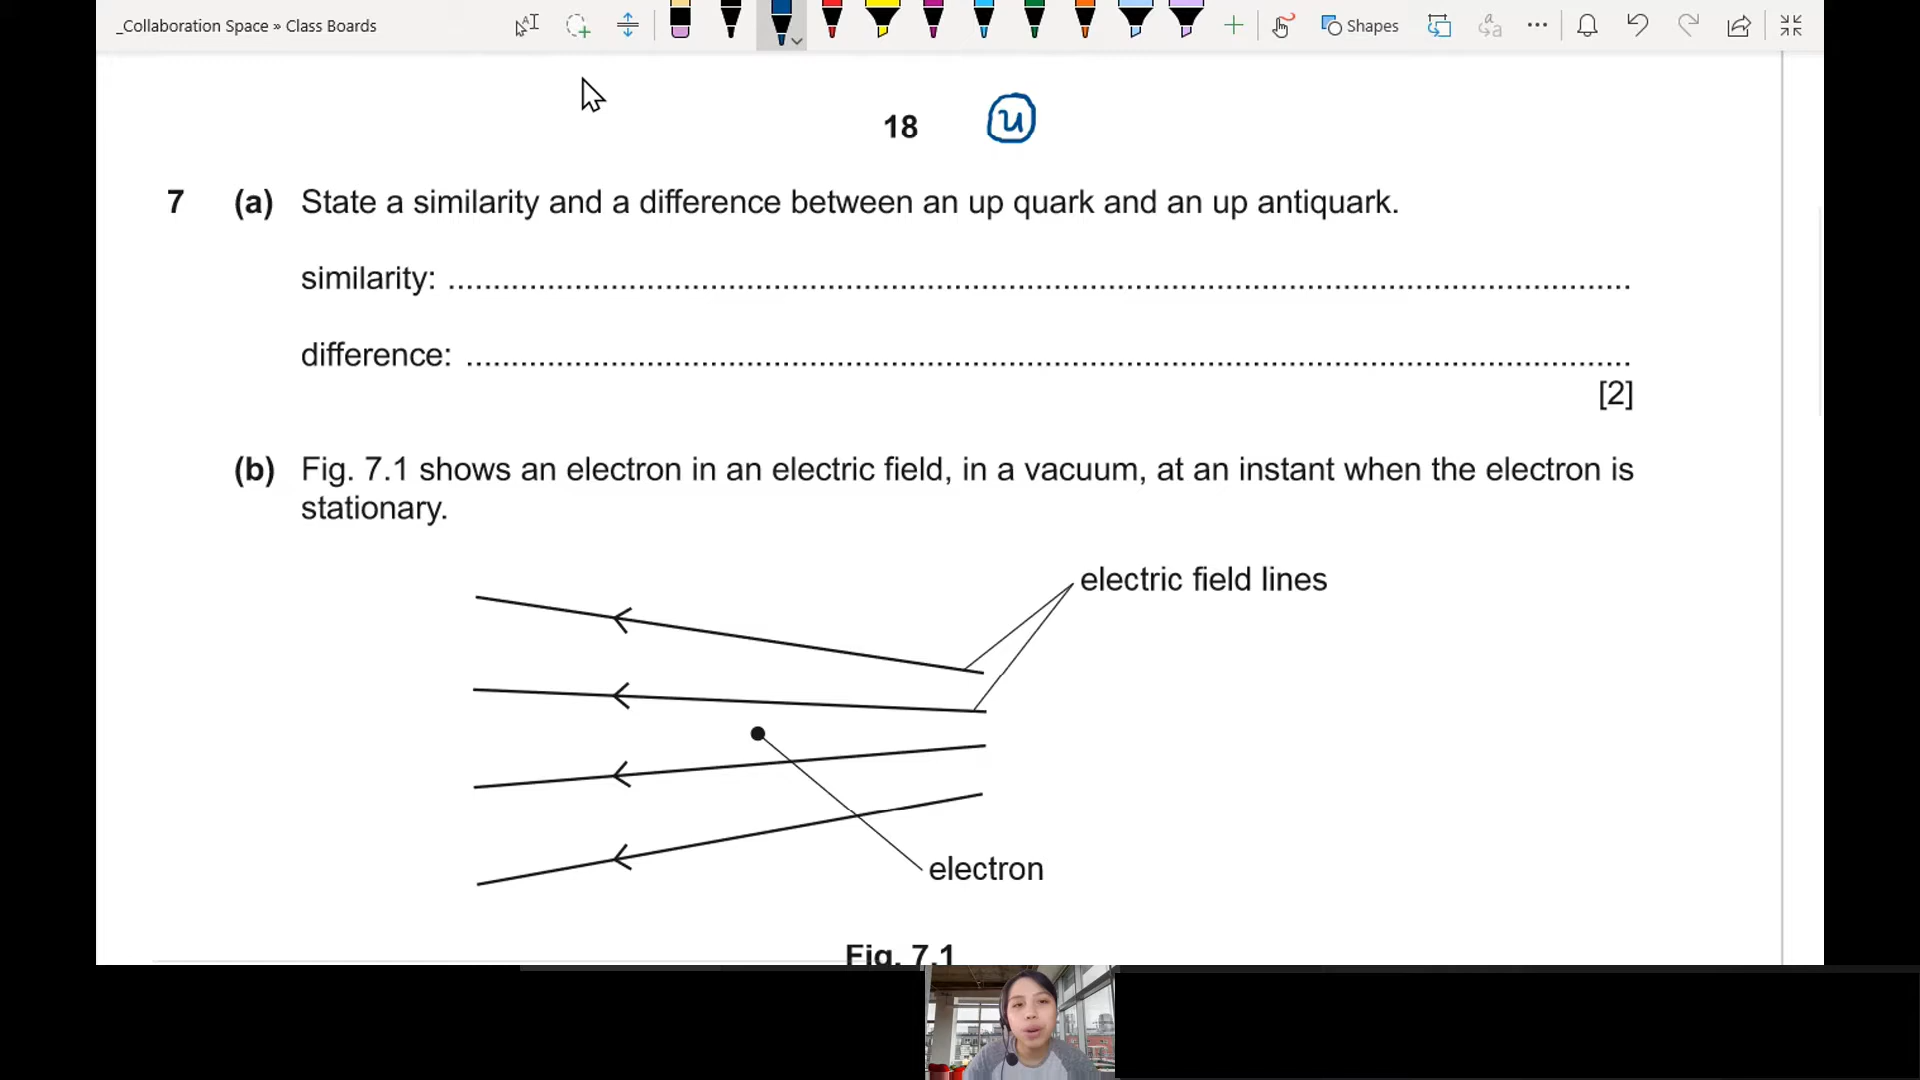 _Collaboration Space » Class Boards
Shapes
18 u
7 (a) State a similarity and a difference between an up quark and an up antiquark.
similarity: ....................................................................................................................................
difference: ..................................................................................................................................
[2]
(b) Fig. 7.1 shows an electron in an electric field, in a vacuum, at an instant when the electron is
stationary.
electric field lines
electron
Fig. 7.1